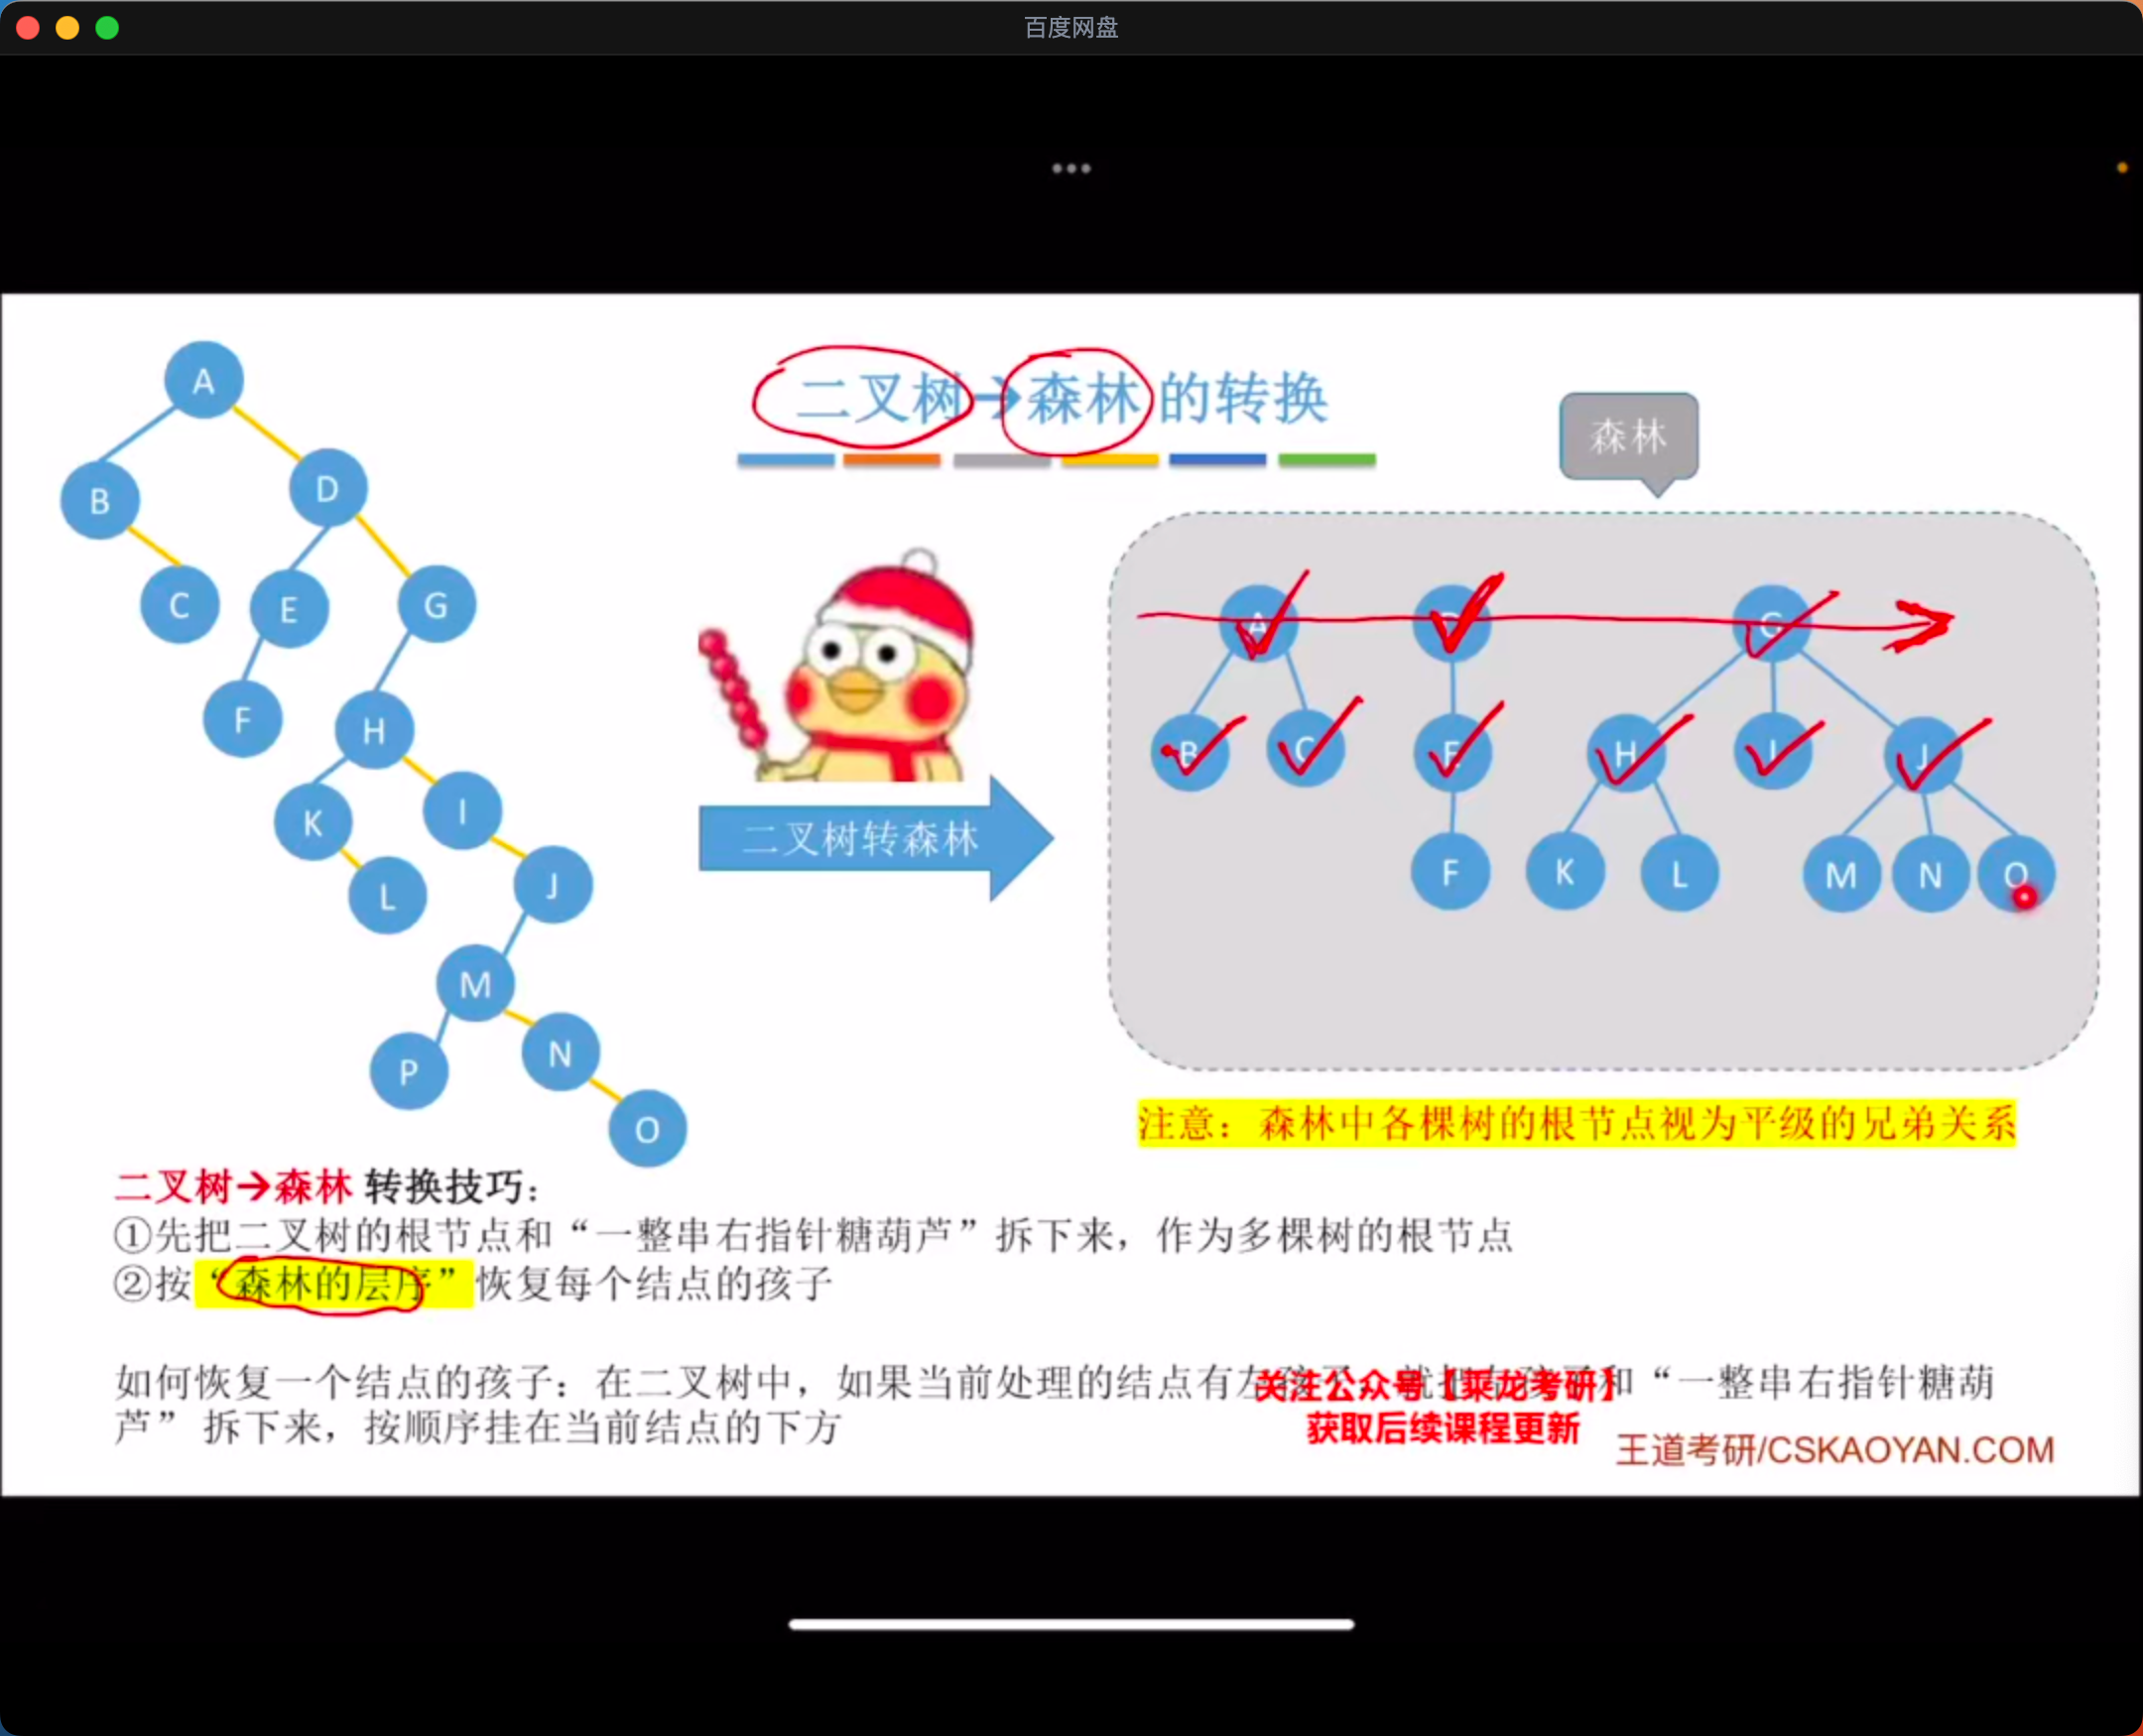 百度网盘
二叉树→森林 的转换
森林
A
B
D
C
E
G
F
H
K
I
L
J
M
P
N
O
二叉树转森林
A
G
B
C
E
H
J
F
K
L
M
N
O
注意：森林中各棵树的根节点视为平级的兄弟关系
二叉树→森林 转换技巧：
①先把二叉树的根节点和“一整串右指针糖葫芦”拆下来，作为多棵树的根节点
②按“森林的层序”恢复每个结点的孩子
如何恢复一个结点的孩子：在二叉树中，如果当前处理的结点有左 和“一整串右指针糖葫
芦” 拆下来，按顺序挂在当前结点的下方
关注公众号【乘龙考研】
获取后续课程更新
王道考研/CSKAOYAN.COM